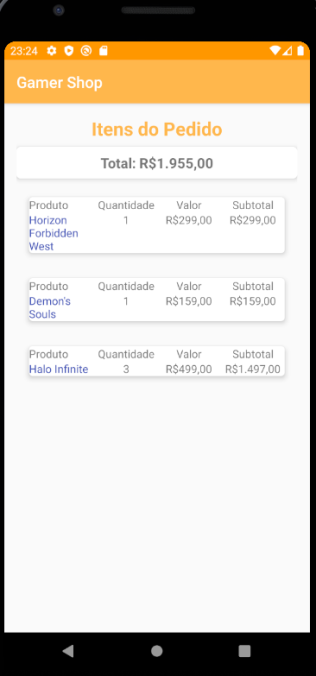 23:24
Gamer Shop
Itens do Pedido
Total: R$1.955,00
Produto Quantidade Valor Subtotal
Horizon Forbidden West 1 R$299,00 R$299,00
Produto Quantidade Valor Subtotal
Demon's Souls 1 R$159,00 R$159,00
Produto Quantidade Valor Subtotal
Halo Infinite 3 R$499,00 R$1.497,00